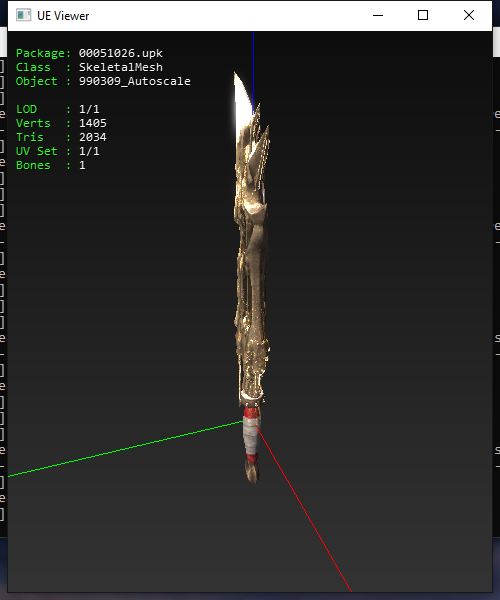 UE Viewer
Package: 00051026.upk
Class : SkeletalMesh
Object : 990309_Autoscale
LOD : 1/1
Verts : 1405
Tris : 2034
UV Set : 1/1
Bones : 1